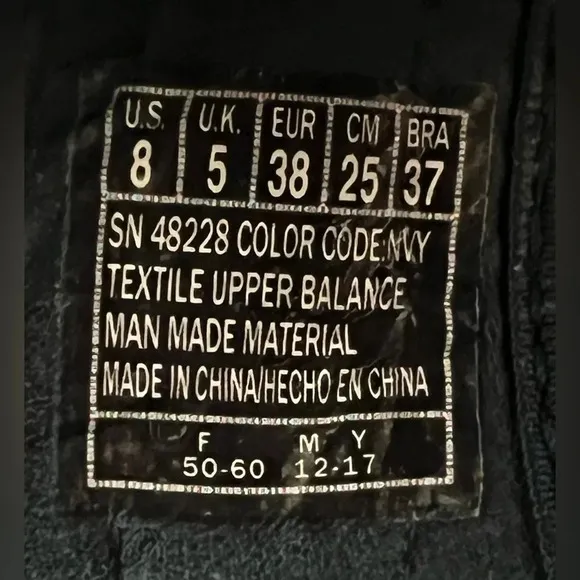 U.S. U.K. EUR CM BRA
8 5 38 25 37
SN 48228 COLOR CODE:NVY
TEXTILE UPPER BALANCE
MAN MADE MATERIAL
MADE IN CHINA/HECHO EN CHINA
F M Y
50-60 12-17